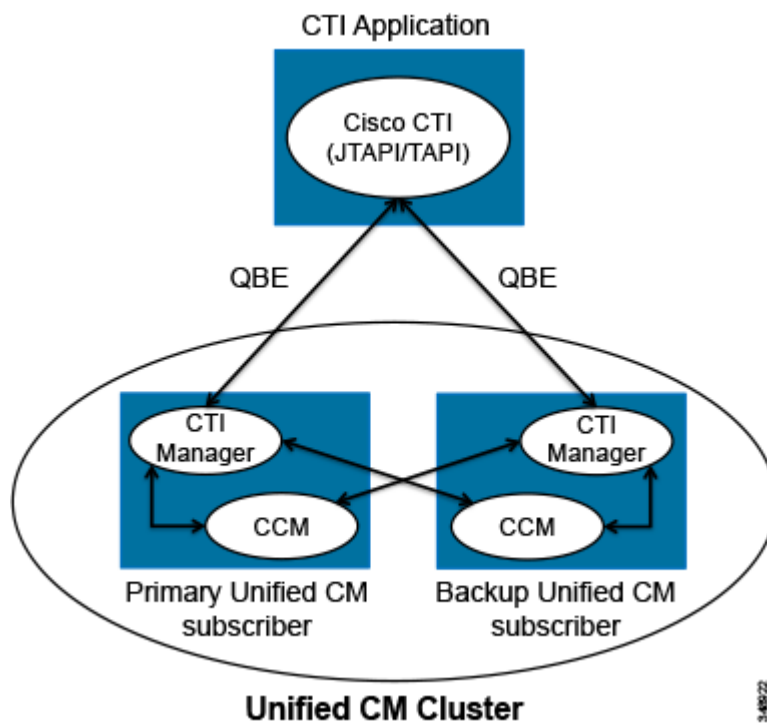 CTI Application
Cisco CTI
(JTAPI/TAPI)
QBE
QBE
CTI
Manager
CTI
Manager
CCM
CCM
Primary Unified CM
subscriber
Backup Unified CM
subscriber
Unified CM Cluster
348922